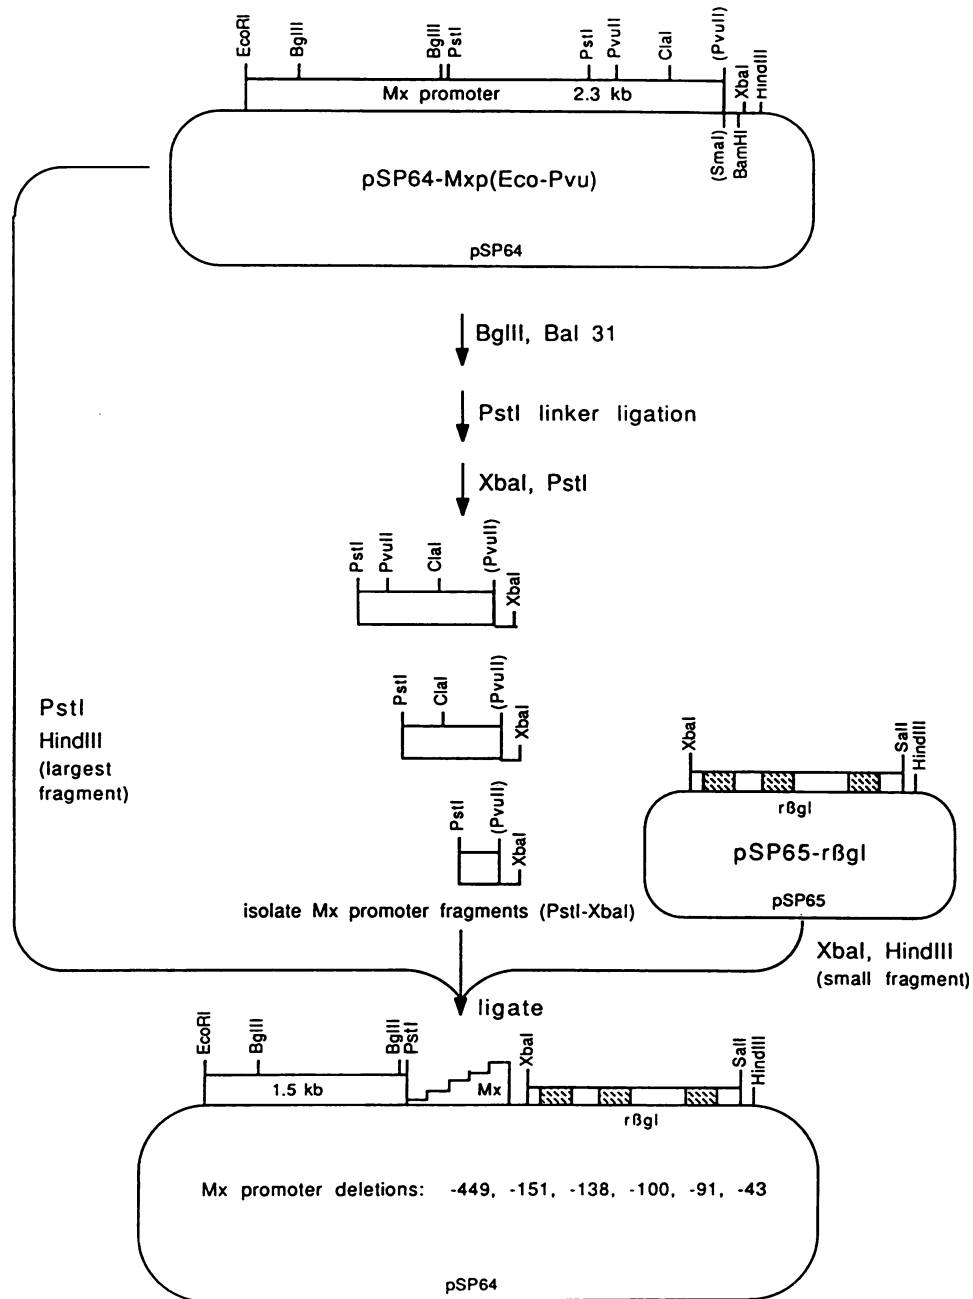 EcoRI
BglII
BglII
PstI
PstI
PvuII
ClaI
(PvuII)
XbaI
HindIII
Mx promoter 2.3 kb
(SmaI)
BamHI
pSP64-Mxp(Eco-Pvu)
pSP64
BglII, Bal 31
PstI linker ligation
XbaI, PstI
PstI
PvuII
ClaI
(PvuII)
XbaI
PstI
ClaI
(PvuII)
XbaI
PstI
(PvuII)
XbaI
isolate Mx promoter fragments (PstI-XbaI)
PstI
HindIII
(largest
fragment)
XbaI
SalI
HindIII
rßgl
pSP65-rßgl
pSP65
XbaI, HindIII
(small fragment)
ligate
EcoRI
BglII
BglII
PstI
XbaI
SalI
HindIII
1.5 kb
Mx
rßgl
Mx promoter deletions: -449, -151, -138, -100, -91, -43
pSP64